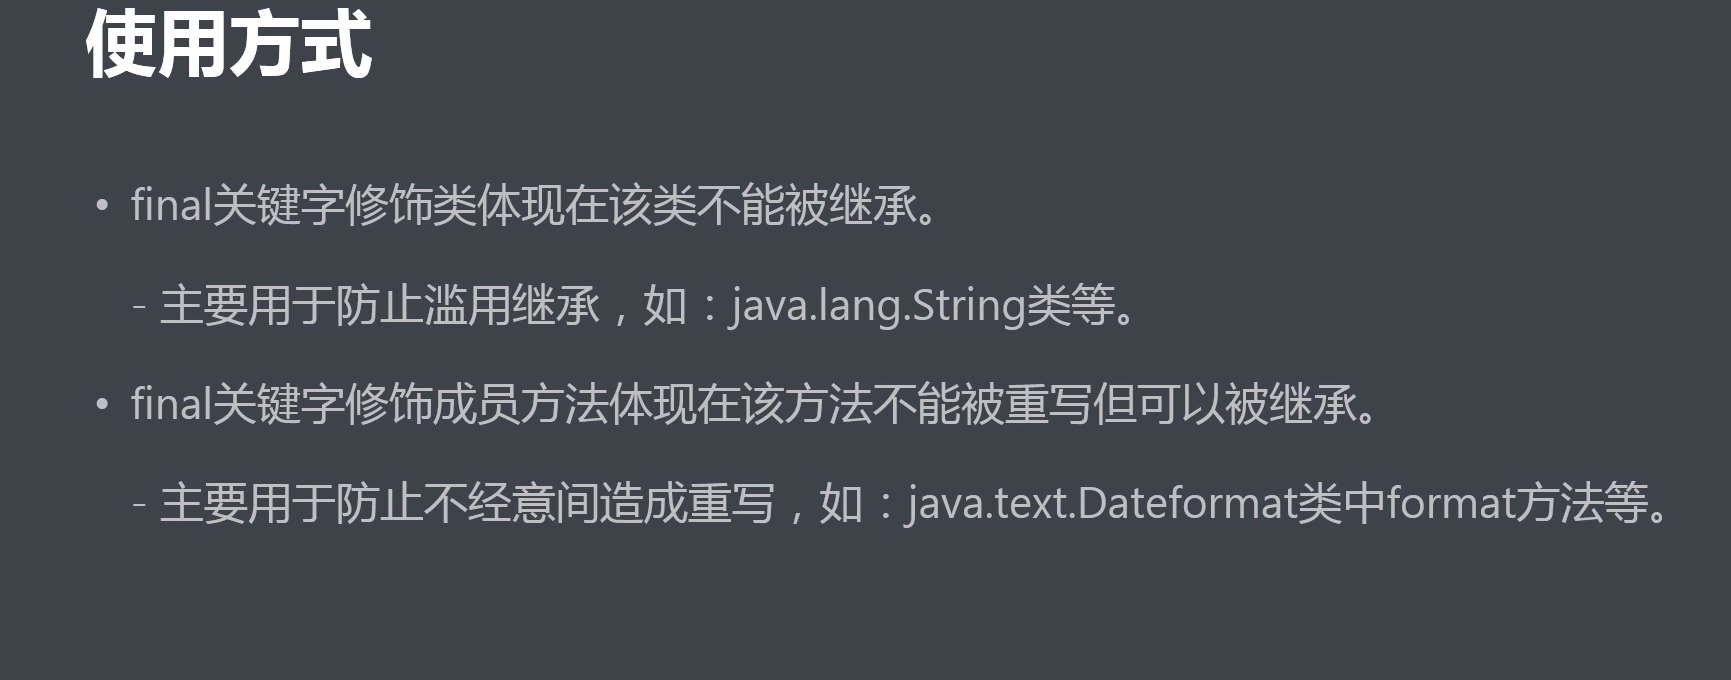 使用方式
• final关键字修饰类体现在该类不能被继承。
- 主要用于防止滥用继承，如：java.lang.String类等。
• final关键字修饰成员方法体现在该方法不能被重写但可以被继承。
- 主要用于防止不经意间造成重写，如：java.text.Dateformat类中format方法等。